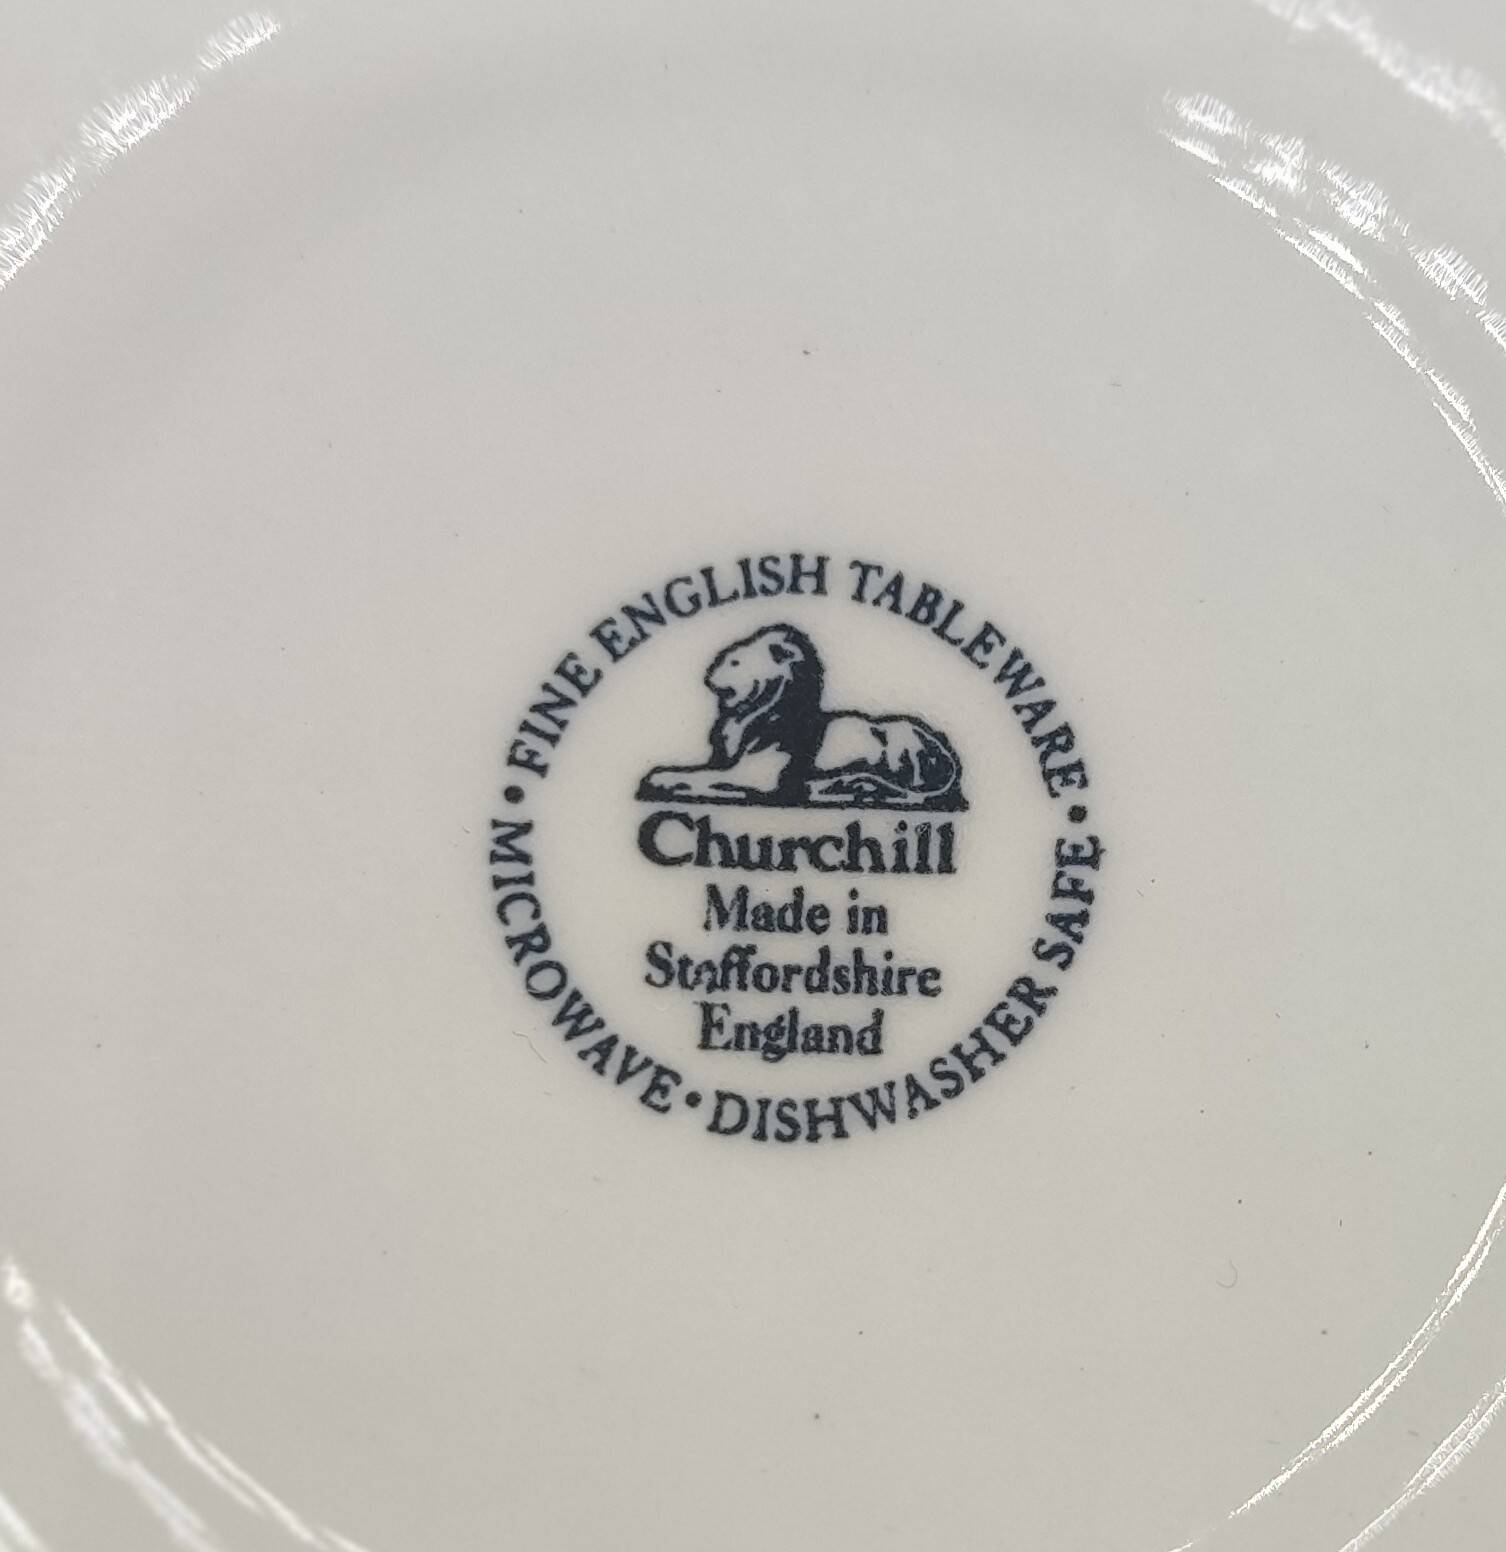 • FINE ENGLISH TABLEWARE •
Churchill
Made in
Staffordshire
England
MICROWAVE • DISHWASHER SAFE